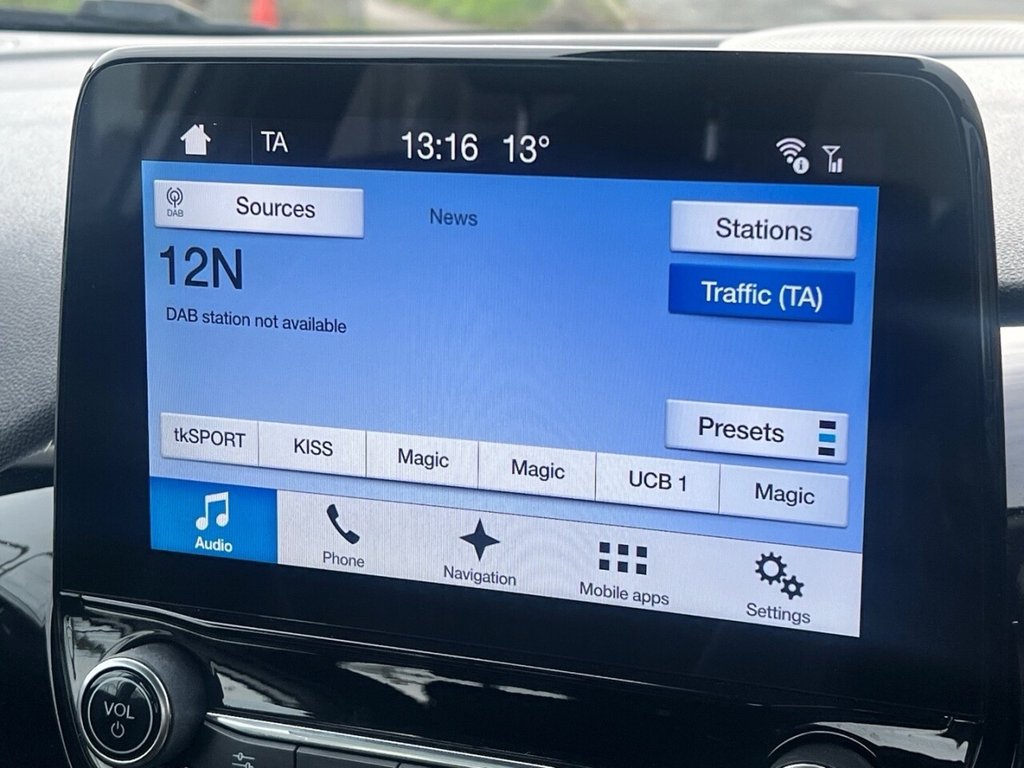 TA 13:16 13°
DAB
Sources
News
Stations
12N
Traffic (TA)
DAB station not available
Presets
tkSPORT KISS Magic Magic UCB 1 Magic
Audio Phone Navigation Mobile apps Settings
VOL